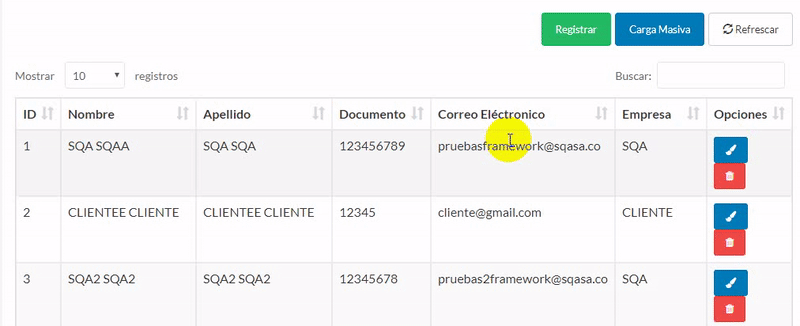 Registrar Carga Masiva Refrescar
Mostrar 10 registros Buscar:
ID Nombre Apellido Documento Correo Eléctronico Empresa Opciones
1 SQA SQAA SQA SQA 123456789 pruebasframework@sqasa.co SQA
2 CLIENTEE CLIENTE CLIENTEE CLIENTE 12345 cliente@gmail.com CLIENTE
3 SQA2 SQA2 SQA2 SQA2 12345678 pruebas2framework@sqasa.co SQA